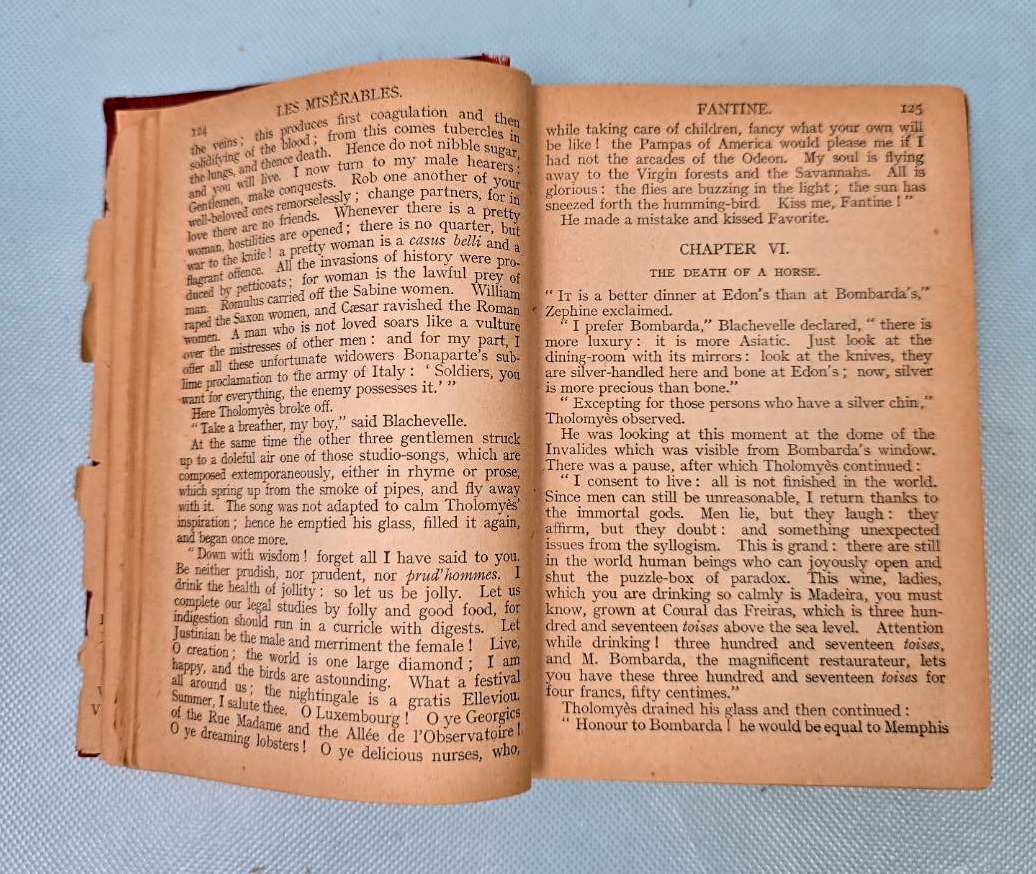 124
LES MISÉRABLES.
the veins; this produces first coagulation and then
solidifying of the blood; from this comes tubercles in
the lungs, and thence death. Hence do not nibble sugar,
and you will live. I now turn to my male hearers:
Gentlemen, make conquests. Rob one another of your
well-beloved ones remorselessly; change partners, for in
love there are no friends. Whenever there is a pretty
woman, hostilities are opened; there is no quarter, but
war to the knife! a pretty woman is a casus belli and a
flagrant offence. All the invasions of history were pro-
duced by petticoats; for woman is the lawful prey of
man. Romulus carried off the Sabine women. William
raped the Saxon women, and Cæsar ravished the Roman
women. A man who is not loved soars like a vulture
over the mistresses of other men: and for my part, I
offer all these unfortunate widowers Bonaparte's sub-
lime proclamation to the army of Italy: ‘Soldiers, you
want for everything, the enemy possesses it.’ ”
Here Tholomyès broke off.
“Take a breather, my boy,” said Blachevelle.
At the same time the other three gentlemen struck
up to a doleful air one of those studio-songs, which are
composed extemporaneously, either in rhyme or prose,
which spring up from the smoke of pipes, and fly away
with it. The song was not adapted to calm Tholomyès’
inspiration; hence he emptied his glass, filled it again,
and began once more.
“Down with wisdom! forget all I have said to you.
Be neither prudish, nor prudent, nor prud'hommes. I
drink the health of jollity: so let us be jolly. Let us
complete our legal studies by folly and good food, for
indigestion should run in a curricle with digests. Let
Justinian be the male and merriment the female! Live,
O creation; the world is one large diamond; I am
happy, and the birds are astounding. What a festival
all around us; the nightingale is a gratis Elleviou.
Summer, I salute thee. O Luxembourg! O ye Georgics
of the Rue Madame and the Allée de l'Observatoire!
O ye dreaming lobsters! O ye delicious nurses, who,
FANTINE.
125
while taking care of children, fancy what your own will
be like! the Pampas of America would please me if I
had not the arcades of the Odeon. My soul is flying
away to the Virgin forests and the Savannahs. All is
glorious: the flies are buzzing in the light; the sun has
sneezed forth the humming-bird. Kiss me, Fantine!”
He made a mistake and kissed Favorite.
CHAPTER VI.
THE DEATH OF A HORSE.
“IT is a better dinner at Edon's than at Bombarda's,”
Zephine exclaimed.
“I prefer Bombarda,” Blachevelle declared, “there is
more luxury: it is more Asiatic. Just look at the
dining-room with its mirrors: look at the knives, they
are silver-handled here and bone at Edon's; now, silver
is more precious than bone.”
“Excepting for those persons who have a silver chin,”
Tholomyès observed.
He was looking at this moment at the dome of the
Invalides which was visible from Bombarda's window.
There was a pause, after which Tholomyès continued:
“I consent to live: all is not finished in the world.
Since men can still be unreasonable, I return thanks to
the immortal gods. Men lie, but they laugh: they
affirm, but they doubt: and something unexpected
issues from the syllogism. This is grand: there are still
in the world human beings who can joyously open and
shut the puzzle-box of paradox. This wine, ladies,
which you are drinking so calmly is Madeira, you must
know, grown at Coural das Freiras, which is three hun-
dred and seventeen toises above the sea level. Attention
while drinking! three hundred and seventeen toises,
and M. Bombarda, the magnificent restaurateur, lets
you have these three hundred and seventeen toises for
four francs, fifty centimes.”
Tholomyès drained his glass and then continued:
“Honour to Bombarda! he would be equal to Memphis